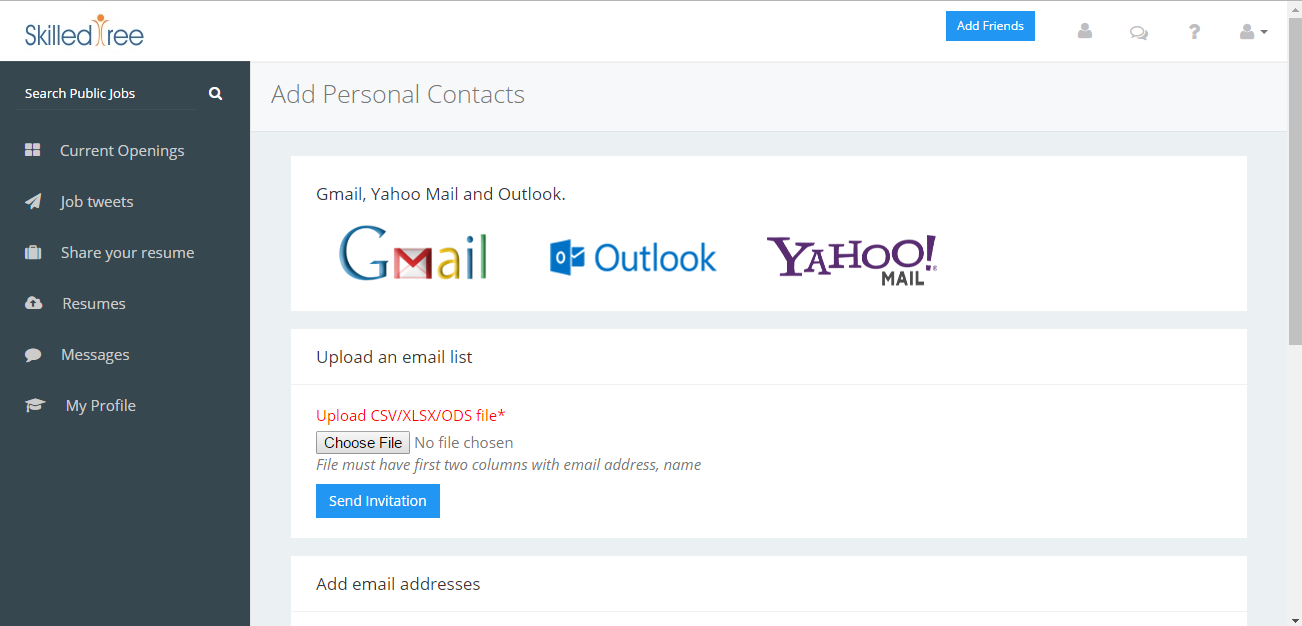 SkilledTree
Add Friends
Search Public Jobs
Current Openings
Job tweets
Share your resume
Resumes
Messages
My Profile
Add Personal Contacts
Gmail, Yahoo Mail and Outlook.
Gmail
Outlook
YAHOO!
MAIL
Upload an email list
Upload CSV/XLSX/ODS file*
Choose File No file chosen
File must have first two columns with email address, name
Send Invitation
Add email addresses